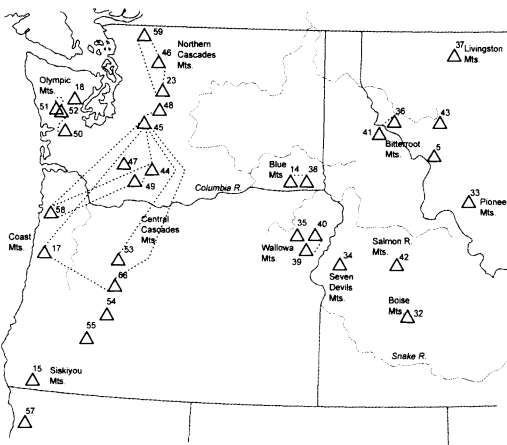 59
Northern
Cascades
Mts.
46
37
Livingston
Mts.
Olympic
Mts.
18
23
51
52
48
36
43
50
45
41
Bitterroot
Mts.
5
47
44
Blue
Mts.
14
38
49
Columbia R.
33
Pionee
Mts.
58
Central
Cascades
Mts.
Coast
Mts.
17
35
40
53
Wallowa
Mts.
39
34
Salmon R.
Mts.
42
Seven
Devils
Mts.
56
54
Boise
Mts.
32
55
Snake R.
15
Siskiyou
Mts.
57